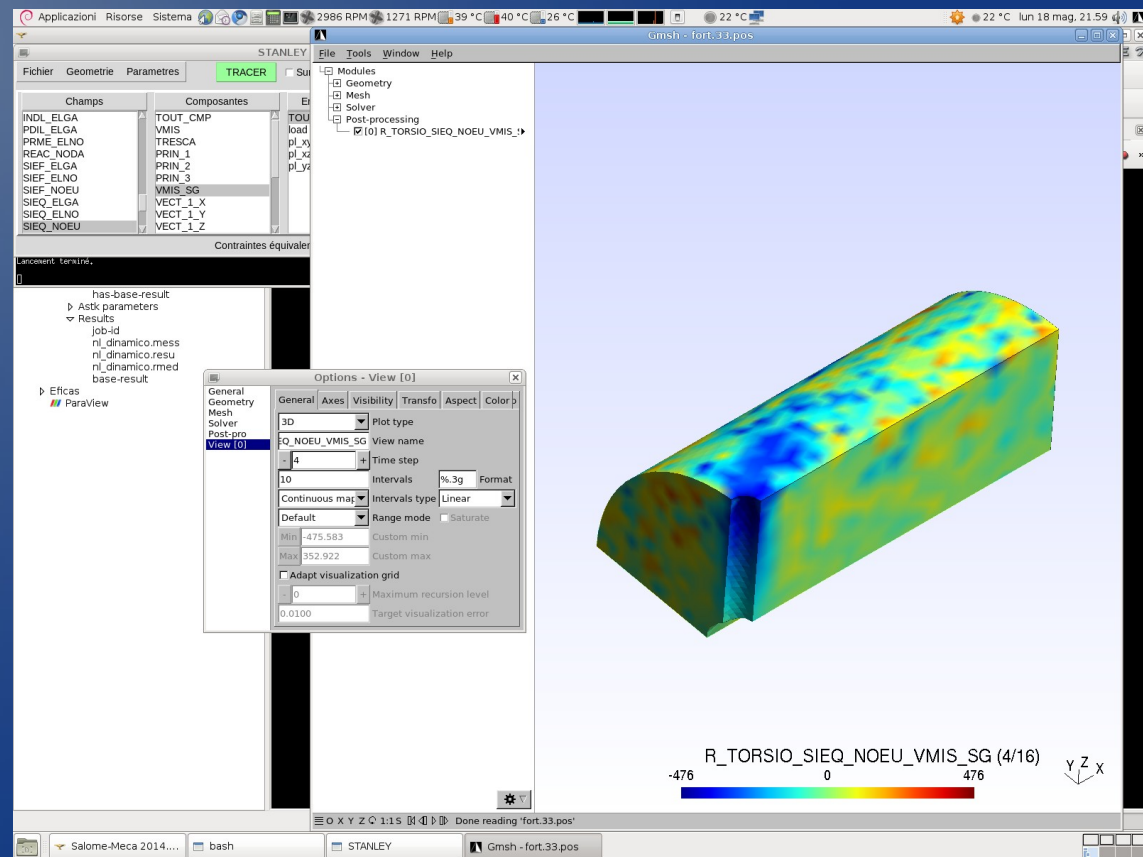 Applicazioni Risorse Sistema 2986 RPM 1271 RPM 39 °C 40 °C 26 °C 22 °C 22 °C lun 18 mag, 21.59
STANLEY
Fichier Geometrie Parametres TRACER
Champs Composantes
INDL_ELGA
PDIL_ELGA
PRME_ELNO
REAC_NODA
SIEF_ELGA
SIEF_ELNO
SIEF_NOEU
SIEQ_ELGA
SIEQ_ELNO
SIEQ_NOEU
TOUT_CMP
VMIS
TRESCA
PRIN_1
PRIN_2
PRIN_3
VMIS_SG
VECT_1_X
VECT_1_Y
VECT_1_Z
TOU
load
pl_xy
pl_xz
pl_yz
Contraintes équivaler
Lancement terminé.
has-base-result
Astk parameters
Results
job-id
nl_dinamico.mess
nl_dinamico.resu
nl_dinamico.rmed
base-result
Eficas
ParaView
Gmsh - fort.33.pos
File Tools Window Help
Modules
Geometry
Mesh
Solver
Post-processing
[0] R_TORSIO_SIEQ_NOEU_VMIS_
Options - View [0]
General
Geometry
Mesh
Solver
Post-pro
View [0]
General Axes Visibility Transfo Aspect Color
3D Plot type
EQ_NOEU_VMIS_SG View name
- 4 + Time step
10 Intervals %.3g Format
Continuous map Intervals type Linear
Default Range mode Saturate
Min -475.583 Custom min
Max 352.922 Custom max
Adapt visualization grid
- 0 + Maximum recursion level
0.0100 Target visualization error
R_TORSIO_SIEQ_NOEU_VMIS_SG (4/16)
-476 0 476
Y Z X
O X Y Z 1:1 S Done reading 'fort.33.pos'
Salome-Meca 2014.... bash STANLEY Gmsh - fort.33.pos